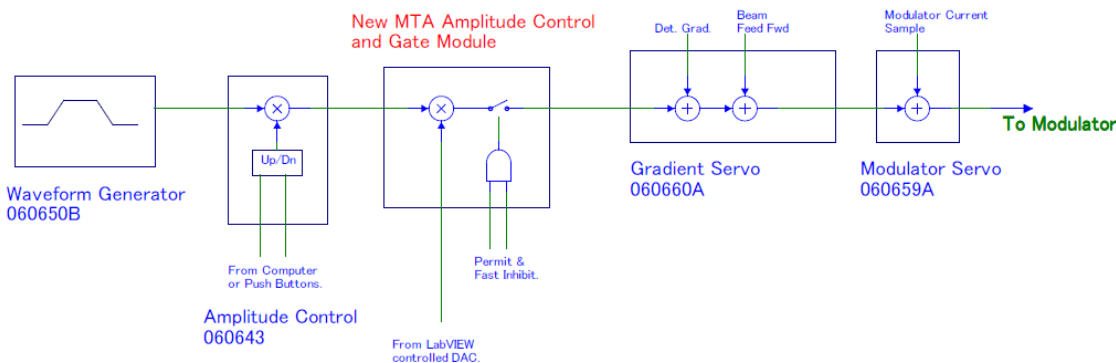 New MTA Amplitude Control
and Gate Module
Det. Grad.
Beam
Feed Fwd
Modulator Current
Sample
Up/Dn
To Modulator
Waveform Generator
060650B
Gradient Servo
060660A
Modulator Servo
060659A
From Computer
or Push Buttons.
Permit &
Fast Inhibit.
Amplitude Control
060643
From LabVIEW
controlled DAC.